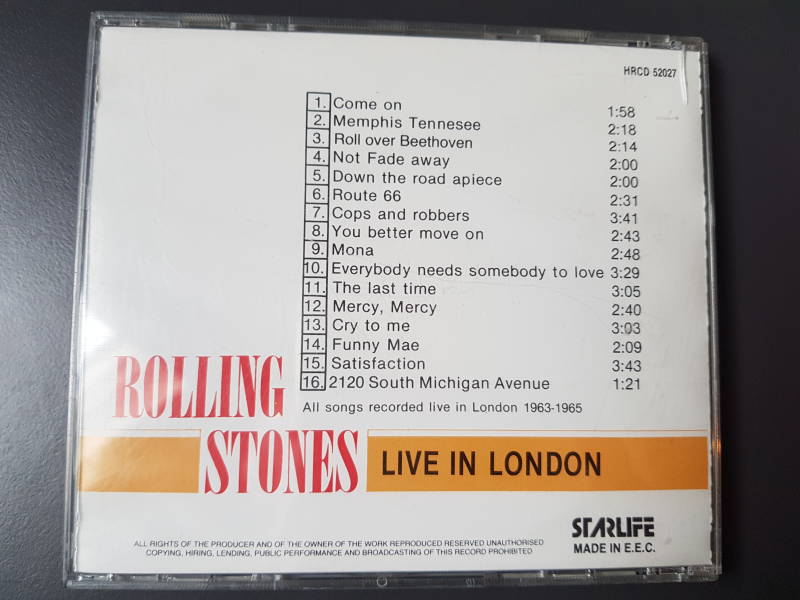 HRCD 52027
1. Come on 1:58
2. Memphis Tennesee 2:18
3. Roll over Beethoven 2:14
4. Not Fade away 2:00
5. Down the road apiece 2:00
6. Route 66 2:31
7. Cops and robbers 3:41
8. You better move on 2:43
9. Mona 2:48
10. Everybody needs somebody to love 3:29
11. The last time 3:05
12. Mercy, Mercy 2:40
13. Cry to me 3:03
14. Funny Mae 2:09
15. Satisfaction 3:43
16. 2120 South Michigan Avenue 1:21
All songs recorded live in London 1963-1965
ROLLING
STONES LIVE IN LONDON
STARLIFE
MADE IN E.E.C.
ALL RIGHTS OF THE PRODUCER AND OF THE OWNER OF THE WORK REPRODUCED RESERVED UNAUTHORISED
COPYING, HIRING, LENDING, PUBLIC PERFORMANCE AND BROADCASTING OF THIS RECORD PROHIBITED